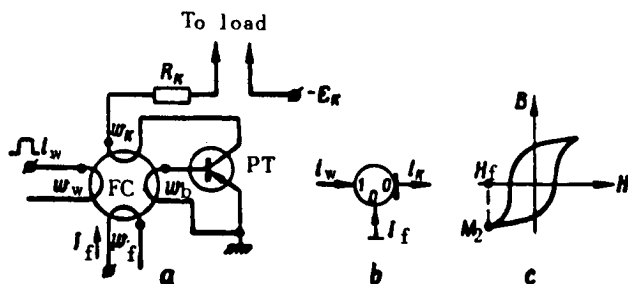 To load
R_K
-E_K
w_K
i_w
PT
w_w
FC
w_b
I_f
w_f
a
i_w
1
0
0
i_K
I_f
b
B
H_f
H
M_2
c